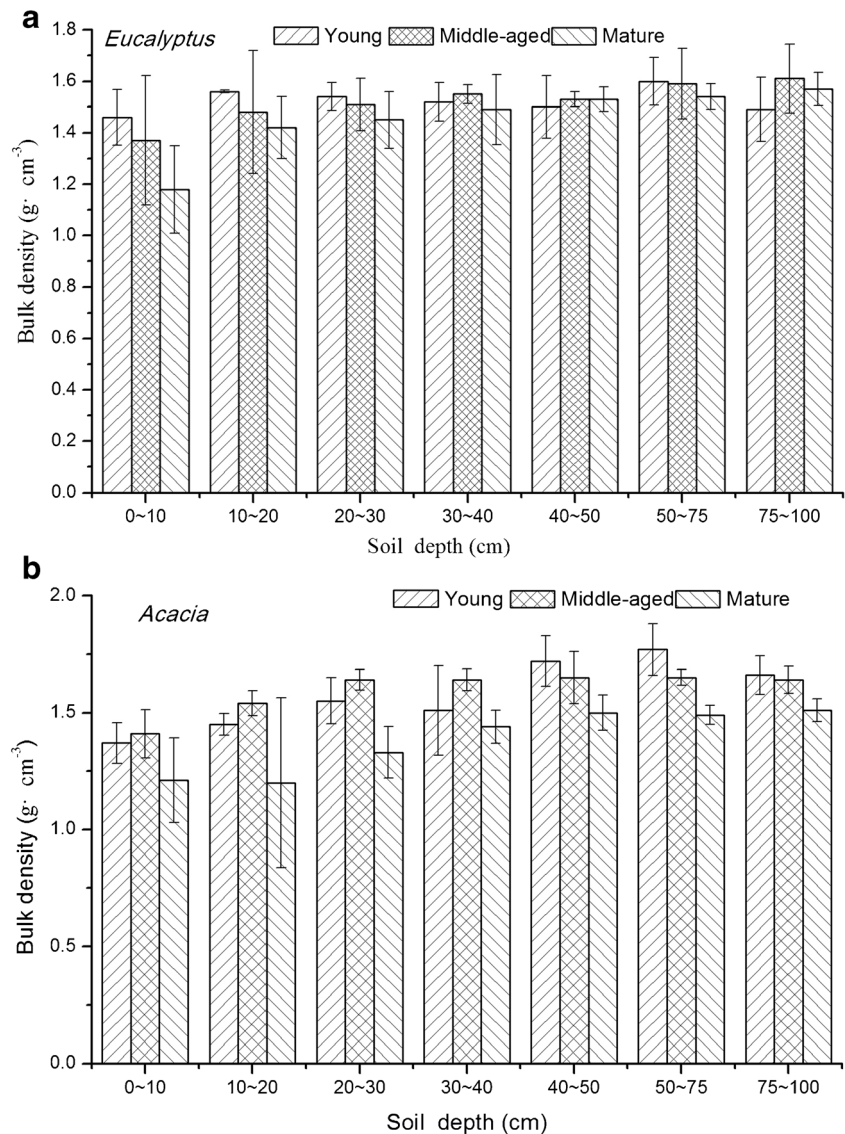 a
Eucalyptus
Young Middle-aged Mature
1.8
1.6
1.4
1.2
1.0
0.8
0.6
0.4
0.2
0.0
Bulk density (g· cm-3)
0~10 10~20 20~30 30~40 40~50 50~75 75~100
Soil depth (cm)
b
Acacia
Young Middle-aged Mature
2.0
1.5
1.0
0.5
0.0
Bulk density (g· cm-3)
0~10 10~20 20~30 30~40 40~50 50~75 75~100
Soil depth (cm)